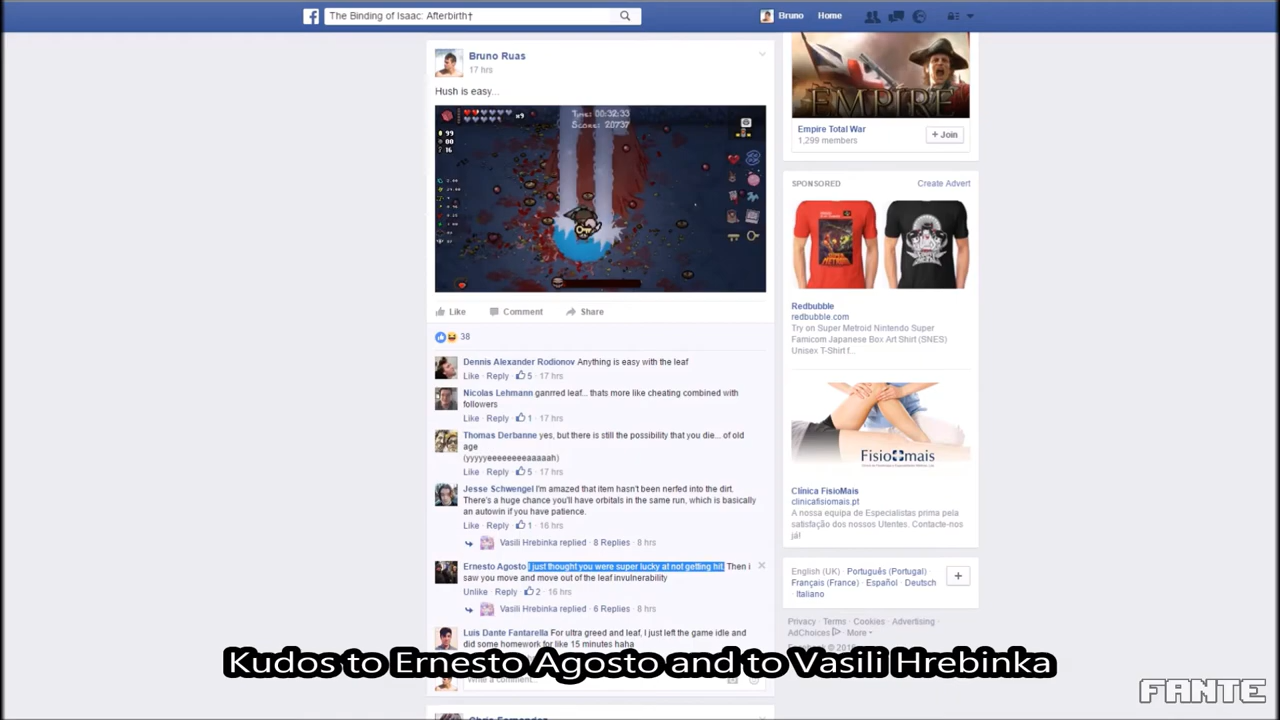 The Binding of Isaac: Afterbirth†
Bruno
Home
Bruno Ruas
17 hrs
Hush is easy...
x9
Time: 00:32:33
Score: 20737
99
00
16
Like Comment Share
38
Dennis Alexander Rodionov Anything is easy with the leaf
Like · Reply · 5 · 17 hrs
Nicolas Lehmann ganrred leaf... thats more like cheating combined with
followers
Like · Reply · 1 · 17 hrs
Thomas Derbanne yes, but there is still the possibility that you die... of old
age
(yyyyyeeeeeeeaaaaah)
Like · Reply · 5 · 17 hrs
Jesse Schwengel I'm amazed that item hasn't been nerfed into the dirt.
There's a huge chance you'll have orbitals in the same run, which is basically
an autowin if you have patience.
Like · Reply · 1 · 16 hrs
Vasili Hrebinka replied · 8 Replies · 8 hrs
Ernesto Agosto I just thought you were super lucky at not getting hit. Then i
saw you move and move out of the leaf invulnerability
Unlike · Reply · 2 · 16 hrs
Vasili Hrebinka replied · 6 Replies · 8 hrs
Luis Dante Fantarella For ultra greed and leaf, I just left the game idle and
did some homework for like 15 minutes haha
Write a comment...
EMPIRE
Empire Total War
1,299 members
+ Join
SPONSORED
Create Advert
Redbubble
redbubble.com
Try on Super Metroid Nintendo Super
Famicom Japanese Box Art Shirt (SNES)
Unisex T-Shirt f...
Fisio+mais
Clínica FisioMais
clinicafisiomais.pt
A nossa equipa de Especialistas prima pela
satisfação dos nossos Utentes. Contacte-nos
já!
English (UK) · Português (Portugal) ·
Français (France) · Español · Deutsch
· Italiano
Privacy · Terms · Cookies · Advertising ·
AdChoices · More
Kudos to Ernesto Agosto and to Vasili Hrebinka
FANTE